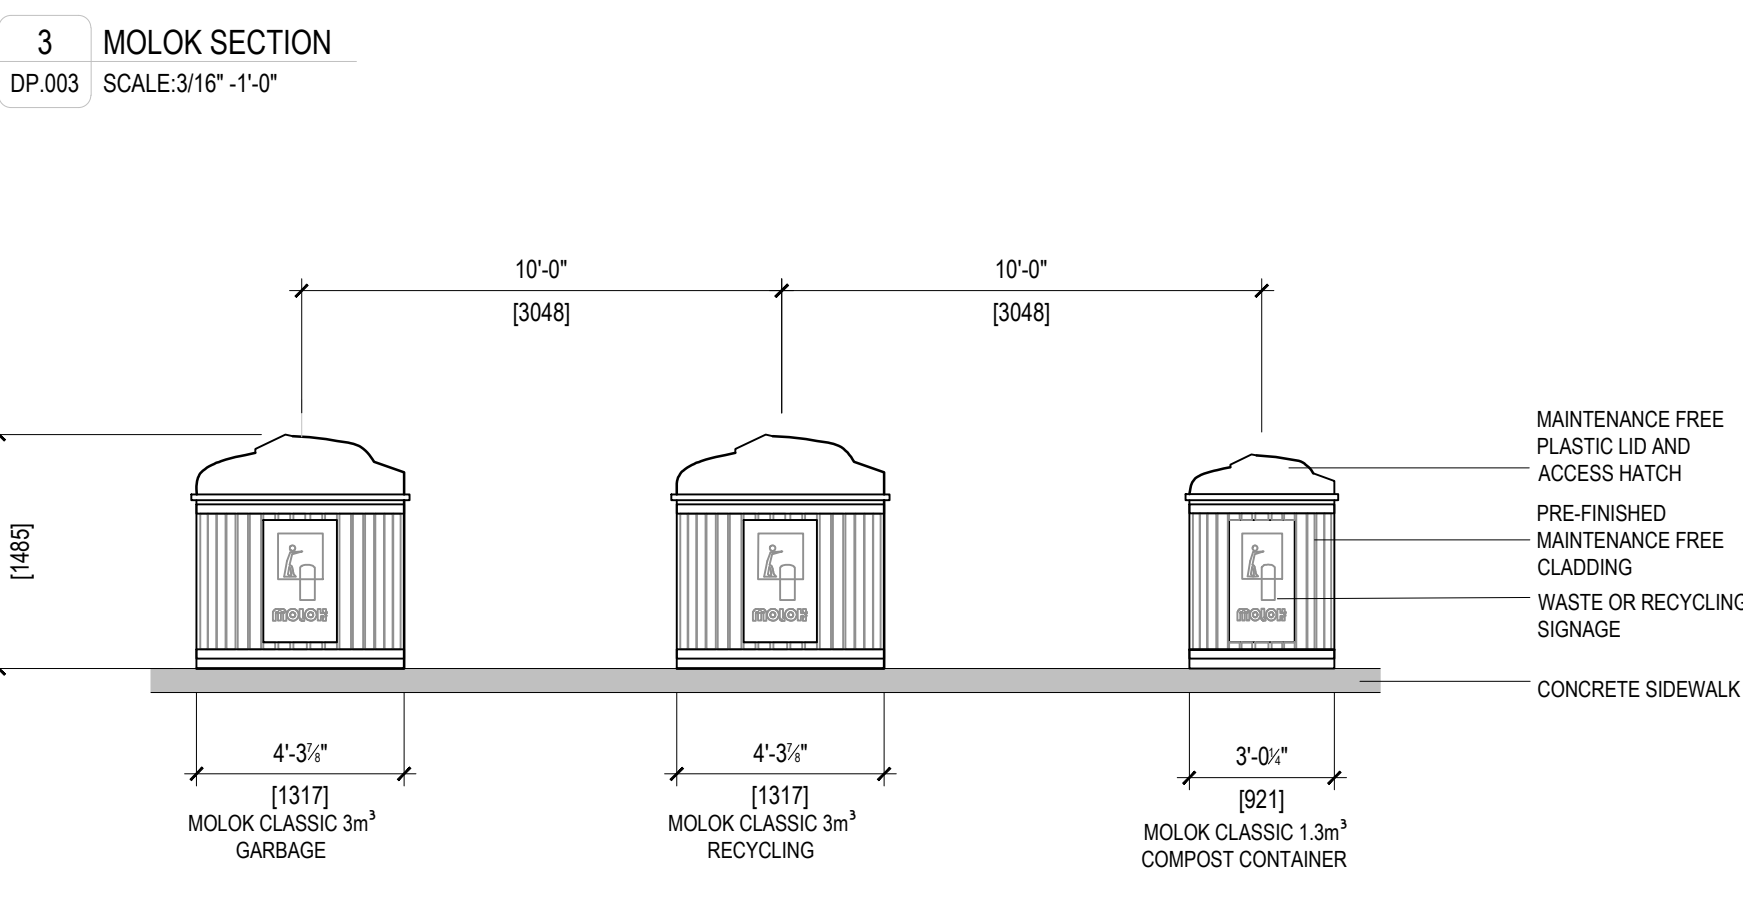 3
MOLOK SECTION
DP.003
SCALE:3/16" -1'-0"
10'-0"
10'-0"
[3048]
[3048]
MAINTENANCE FREE
PLASTIC LID AND
ACCESS HATCH
PRE-FINISHED
MAINTENANCE FREE
CLADDING
WASTE OR RECYCLING
SIGNAGE
CONCRETE SIDEWALK
[1485]
MOLOK
MOLOK
MOLOK
4'-3⅞"
[1317]
MOLOK CLASSIC 3m³
GARBAGE
4'-3⅞"
[1317]
MOLOK CLASSIC 3m³
RECYCLING
3'-0¼"
[921]
MOLOK CLASSIC 1.3m³
COMPOST CONTAINER